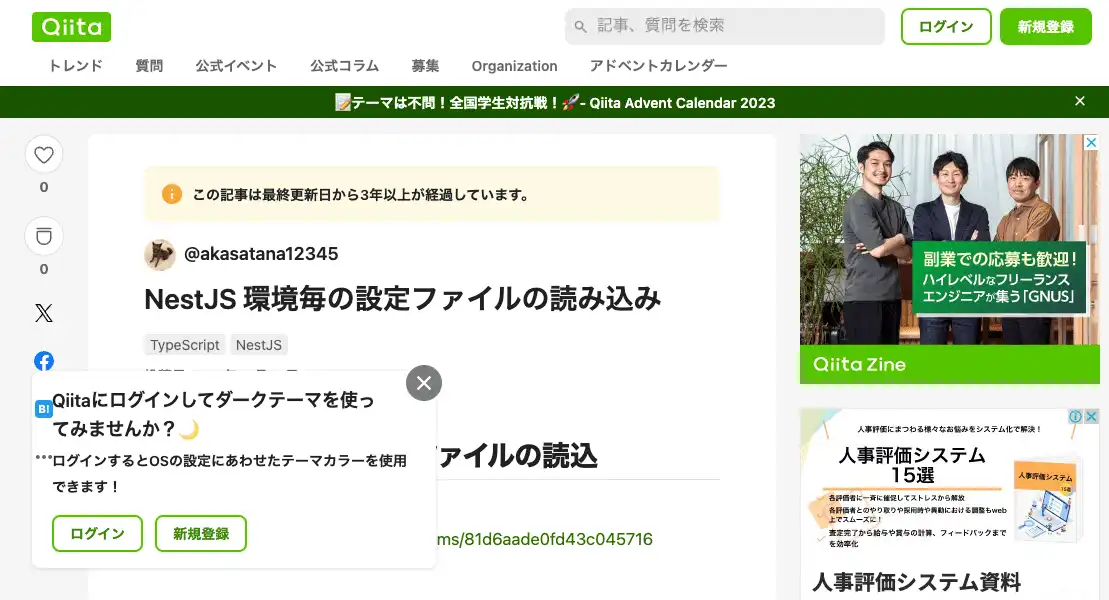 Qiita
記事、質問を検索
ログイン
新規登録
トレンド 質問 公式イベント 公式コラム 募集 Organization アドベントカレンダー
📝テーマは不問！全国学生対抗戦！🚀- Qiita Advent Calendar 2023
0
0
この記事は最終更新日から3年以上が経過しています。
@akasatana12345
NestJS 環境毎の設定ファイルの読み込み
TypeScript NestJS
B!
Qiitaにログインしてダークテーマを使っ
てみませんか？🌙
ログインするとOSの設定にあわせたテーマカラーを使用
できます！
ログイン 新規登録
ァイルの読込
ms/81d6aade0fd43c045716
副業での応募も歓迎！
ハイレベルなフリーランス
エンジニアが集う「GNUS」
Qiita Zine
人事評価にまつわる様々なお悩みをシステム化で解決！
人事評価システム
15選
各評価者に一斉に催促してストレスから解放
各評価者とのやり取りや採用時や異動における調整もweb
上でスムーズに！
査定完了から給与や賞与の計算、フィードバックまで
を効率化
人事評価システム
15選
人事評価システム資料